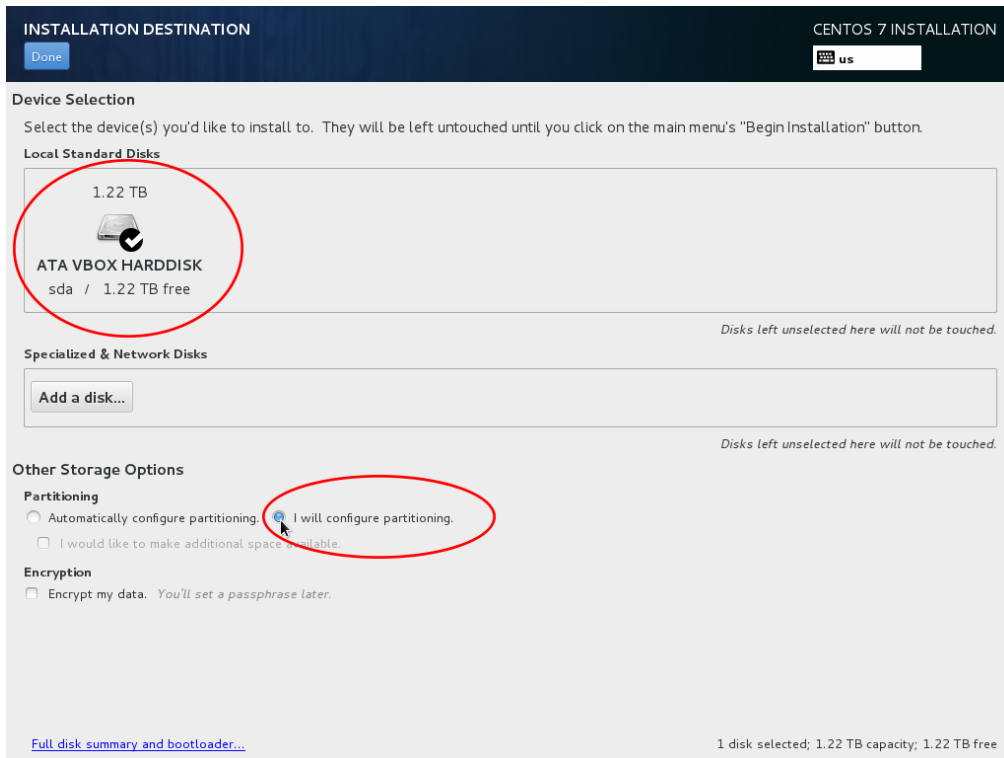 INSTALLATION DESTINATION
CENTOS 7 INSTALLATION
Done
us
Device Selection
Select the device(s) you'd like to install to.  They will be left untouched until you click on the main menu's "Begin Installation" button.
Local Standard Disks
1.22 TB
ATA VBOX HARDDISK
sda / 1.22 TB free
Disks left unselected here will not be touched.
Specialized & Network Disks
Add a disk...
Disks left unselected here will not be touched.
Other Storage Options
Partitioning
Automatically configure partitioning. I will configure partitioning.
I would like to make additional space available.
Encryption
Encrypt my data. You'll set a passphrase later.
Full disk summary and bootloader...
1 disk selected; 1.22 TB capacity; 1.22 TB free